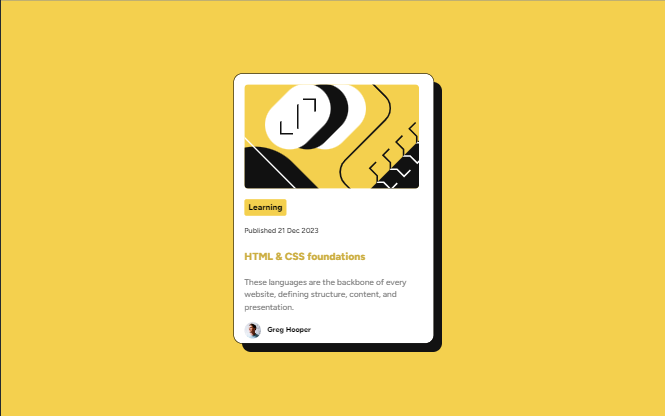 Learning
Published 21 Dec 2023
HTML & CSS foundations
These languages are the backbone of every
website, defining structure, content, and
presentation.
Greg Hooper